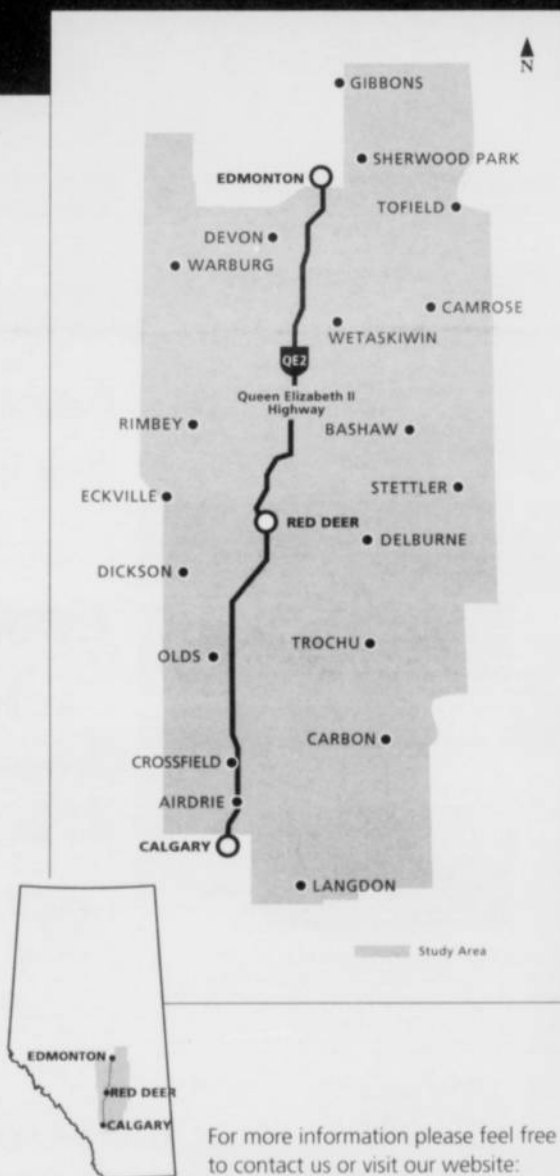 N
GIBBONS
SHERWOOD PARK
EDMONTON
TOFIELD
DEVON
WARBURG
CAMROSE
WETASKIWIN
QE2
Queen Elizabeth II
Highway
RIMBEY
BASHAW
ECKVILLE
STETTLER
RED DEER
DELBURNE
DICKSON
OLDS
TROCHU
CARBON
CROSSFIELD
AIRDRIE
CALGARY
LANGDON
Study Area
EDMONTON
RED DEER
CALGARY
For more information please feel free
to contact us or visit our website: